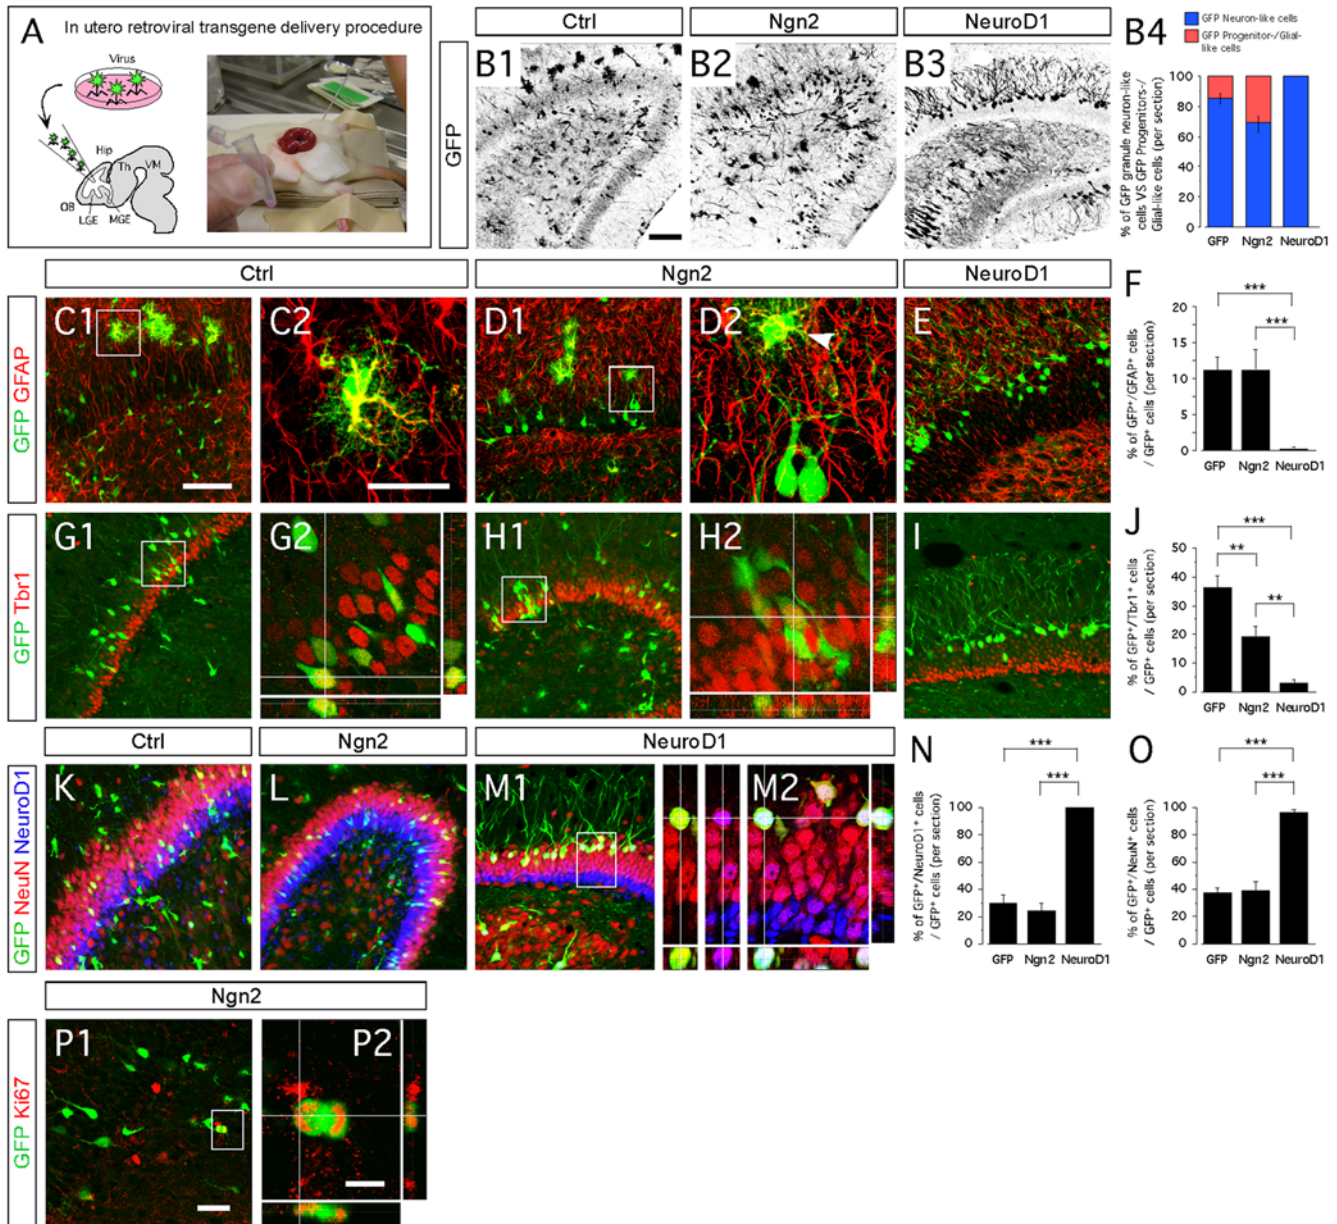 A In utero retroviral transgene delivery procedure
Virus
Hip
Th
VM
OB
LGE
MGE
Ctrl
Ngn2
NeuroD1
GFP
B1
B2
B3
B4
GFP Neuron-like cells
GFP Progenitor-/Glial-
like cells
% of GFP granule neuron-like
cells VS GFP Progenitors-/
Glial-like cells (per section)
100
80
60
40
20
0
GFP Ngn2 NeuroD1
Ctrl
Ngn2
NeuroD1
GFP GFAP
C1
C2
D1
D2
E
F
% of GFP+/GFAP+ cells
/ GFP+ cells (per section)
20
15
10
5
0
***
***
GFP Ngn2 NeuroD1
GFP Tbr1
G1
G2
H1
H2
I
J
% of GFP+/Tbr1+ cells
/ GFP+ cells (per section)
50
40
30
20
10
0
***
**
**
GFP Ngn2 NeuroD1
Ctrl
Ngn2
NeuroD1
GFP NeuN NeuroD1
K
L
M1
M2
N
% of GFP+/NeuroD1+ cells
/ GFP+ cells (per section)
100
80
60
40
20
0
***
***
GFP Ngn2 NeuroD1
O
% of GFP+/NeuN+ cells
/ GFP+ cells (per section)
100
80
60
40
20
0
***
***
GFP Ngn2 NeuroD1
Ngn2
GFP Ki67
P1
P2